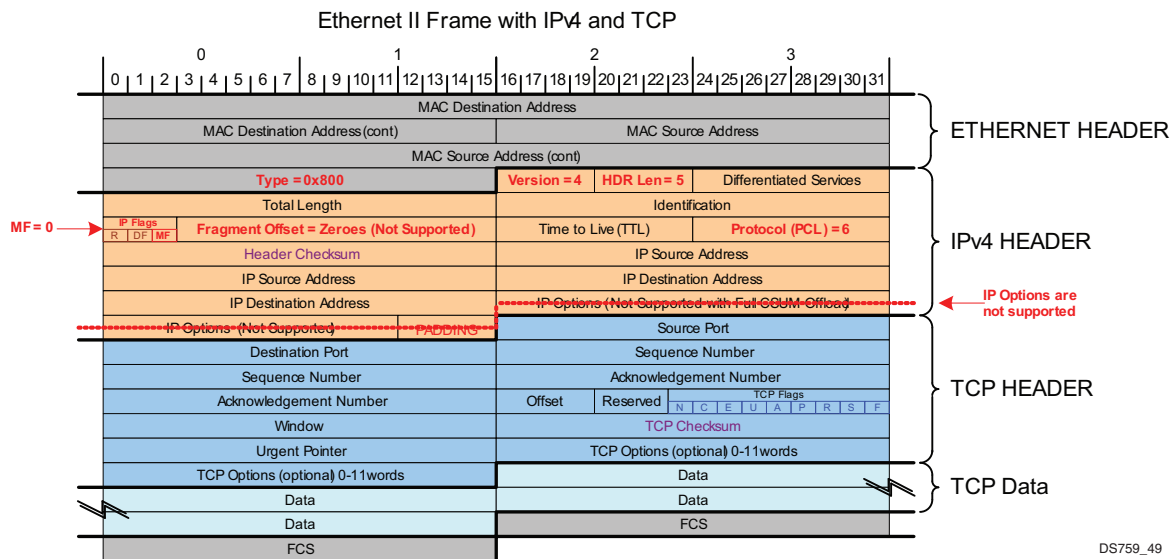 Ethernet II Frame with IPv4 and TCP
0 1 2 3
0 1 2 3 4 5 6 7 8 9 10 11 12 13 14 15 16 17 18 19 20 21 22 23 24 25 26 27 28 29 30 31
MAC Destination Address
MAC Destination Address (cont) MAC Source Address
ETHERNET HEADER
MAC Source Address (cont)
Type = 0x800 Version = 4 HDR Len = 5 Differentiated Services
Total Length Identification
MF = 0 IP Flags
R DF MF Fragment Offset = Zeroes (Not Supported) Time to Live (TTL) Protocol (PCL) = 6
IPv4 HEADER
Header Checksum IP Source Address
IP Source Address IP Destination Address
IP Destination Address IP Options (Not Supported with Full CSUM Offload)
IP Options are
not supported
IP Options (Not Supported) PADDING Source Port
Destination Port Sequence Number
Sequence Number Acknowledgement Number
TCP HEADER
Acknowledgement Number Offset Reserved TCP Flags
N C E U A P R S F
Window TCP Checksum
Urgent Pointer TCP Options (optional) 0-11words
TCP Options (optional) 0-11words Data
TCP Data
Data Data
Data FCS
FCS
DS759_49